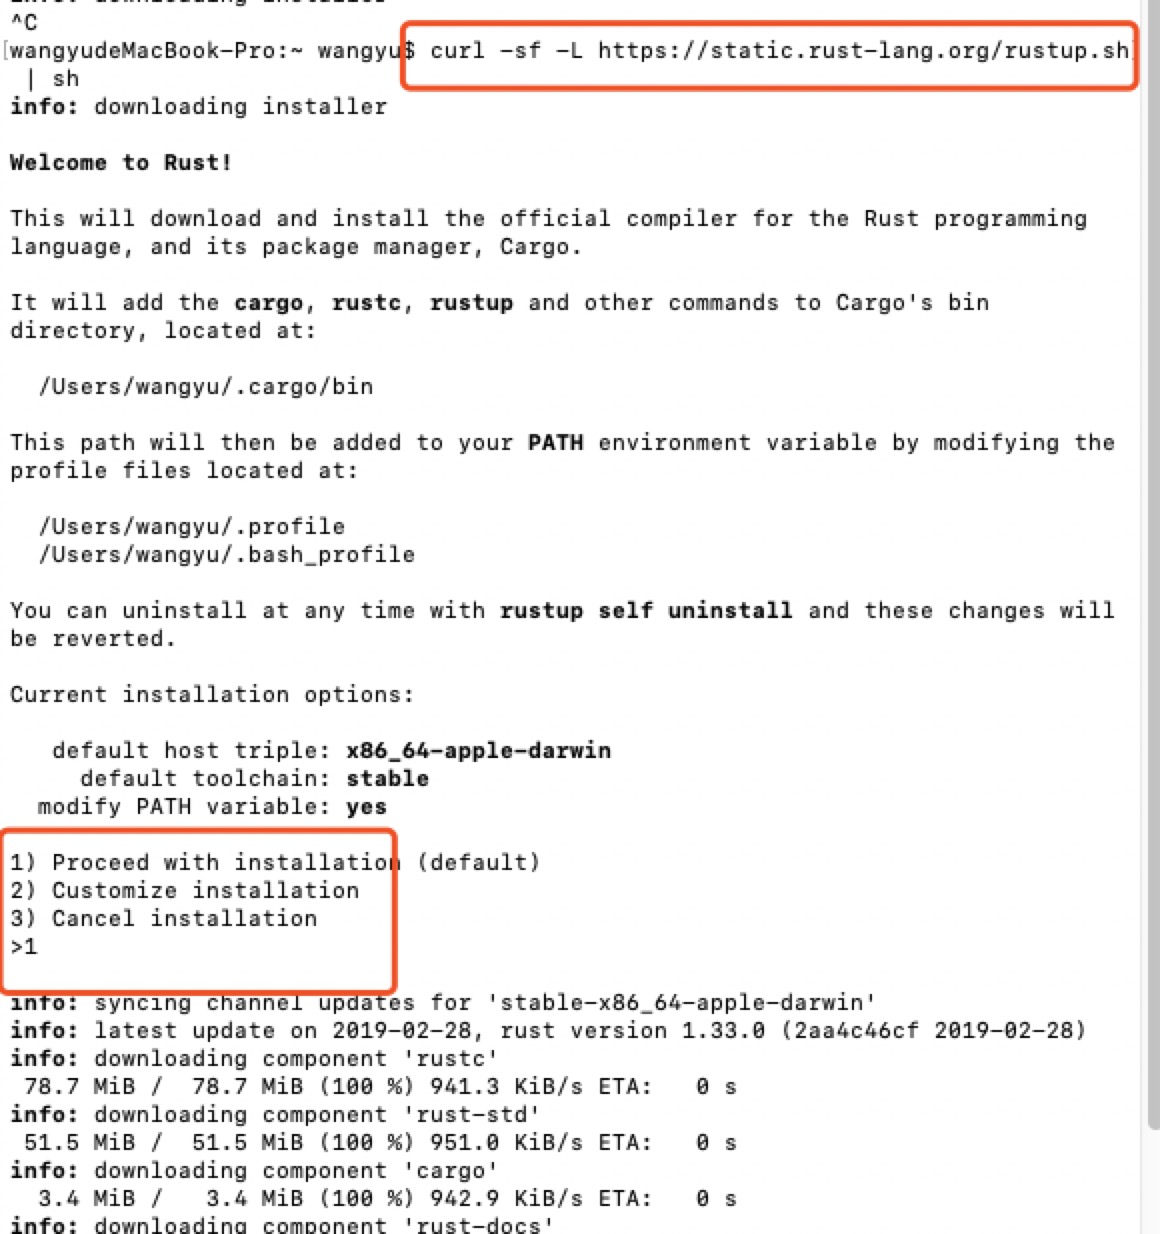 info: downloading installer
^C
[wangyudeMacBook-Pro:~ wangyu$ curl -sf -L https://static.rust-lang.org/rustup.sh]
| sh
info: downloading installer
Welcome to Rust!
This will download and install the official compiler for the Rust programming
language, and its package manager, Cargo.
It will add the cargo, rustc, rustup and other commands to Cargo's bin
directory, located at:
/Users/wangyu/.cargo/bin
This path will then be added to your PATH environment variable by modifying the
profile files located at:
/Users/wangyu/.profile
/Users/wangyu/.bash_profile
You can uninstall at any time with rustup self uninstall and these changes will
be reverted.
Current installation options:
default host triple: x86_64-apple-darwin
default toolchain: stable
modify PATH variable: yes
1) Proceed with installation (default)
2) Customize installation
3) Cancel installation
>1
info: syncing channel updates for 'stable-x86_64-apple-darwin'
info: latest update on 2019-02-28, rust version 1.33.0 (2aa4c46cf 2019-02-28)
info: downloading component 'rustc'
78.7 MiB / 78.7 MiB (100 %) 941.3 KiB/s ETA: 0 s
info: downloading component 'rust-std'
51.5 MiB / 51.5 MiB (100 %) 951.0 KiB/s ETA: 0 s
info: downloading component 'cargo'
3.4 MiB / 3.4 MiB (100 %) 942.9 KiB/s ETA: 0 s
info: downloading component 'rust-docs'